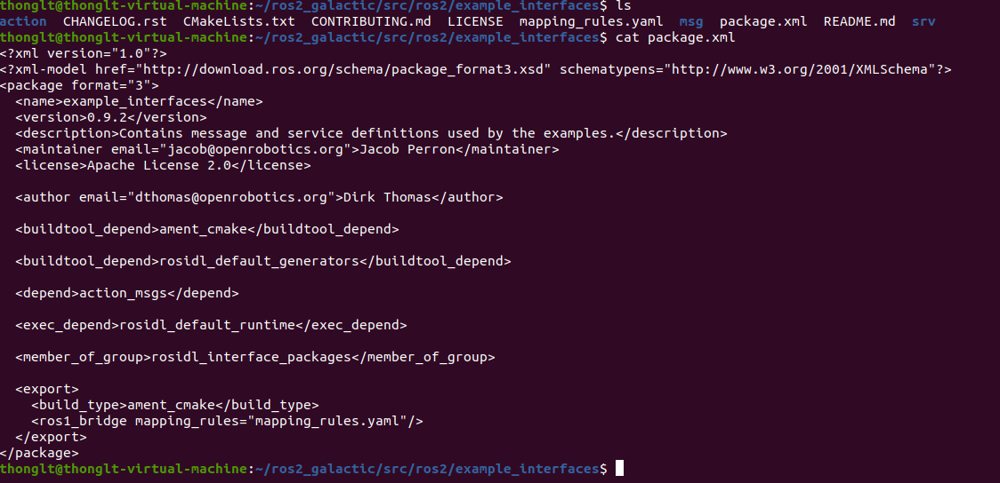 thonglt@thonglt-virtual-machine:~/ros2_galactic/src/ros2/example_interfaces$ ls
action  CHANGELOG.rst  CMakeLists.txt  CONTRIBUTING.md  LICENSE  mapping_rules.yaml  msg  package.xml  README.md  srv
thonglt@thonglt-virtual-machine:~/ros2_galactic/src/ros2/example_interfaces$ cat package.xml
<?xml version="1.0"?>
<?xml-model href="http://download.ros.org/schema/package_format3.xsd" schematypens="http://www.w3.org/2001/XMLSchema"?>
<package format="3">
  <name>example_interfaces</name>
  <version>0.9.2</version>
  <description>Contains message and service definitions used by the examples.</description>
  <maintainer email="jacob@openrobotics.org">Jacob Perron</maintainer>
  <license>Apache License 2.0</license>

  <author email="dthomas@openrobotics.org">Dirk Thomas</author>

  <buildtool_depend>ament_cmake</buildtool_depend>

  <buildtool_depend>rosidl_default_generators</buildtool_depend>

  <depend>action_msgs</depend>

  <exec_depend>rosidl_default_runtime</exec_depend>

  <member_of_group>rosidl_interface_packages</member_of_group>

  <export>
    <build_type>ament_cmake</build_type>
    <ros1_bridge mapping_rules="mapping_rules.yaml"/>
  </export>
</package>
thonglt@thonglt-virtual-machine:~/ros2_galactic/src/ros2/example_interfaces$